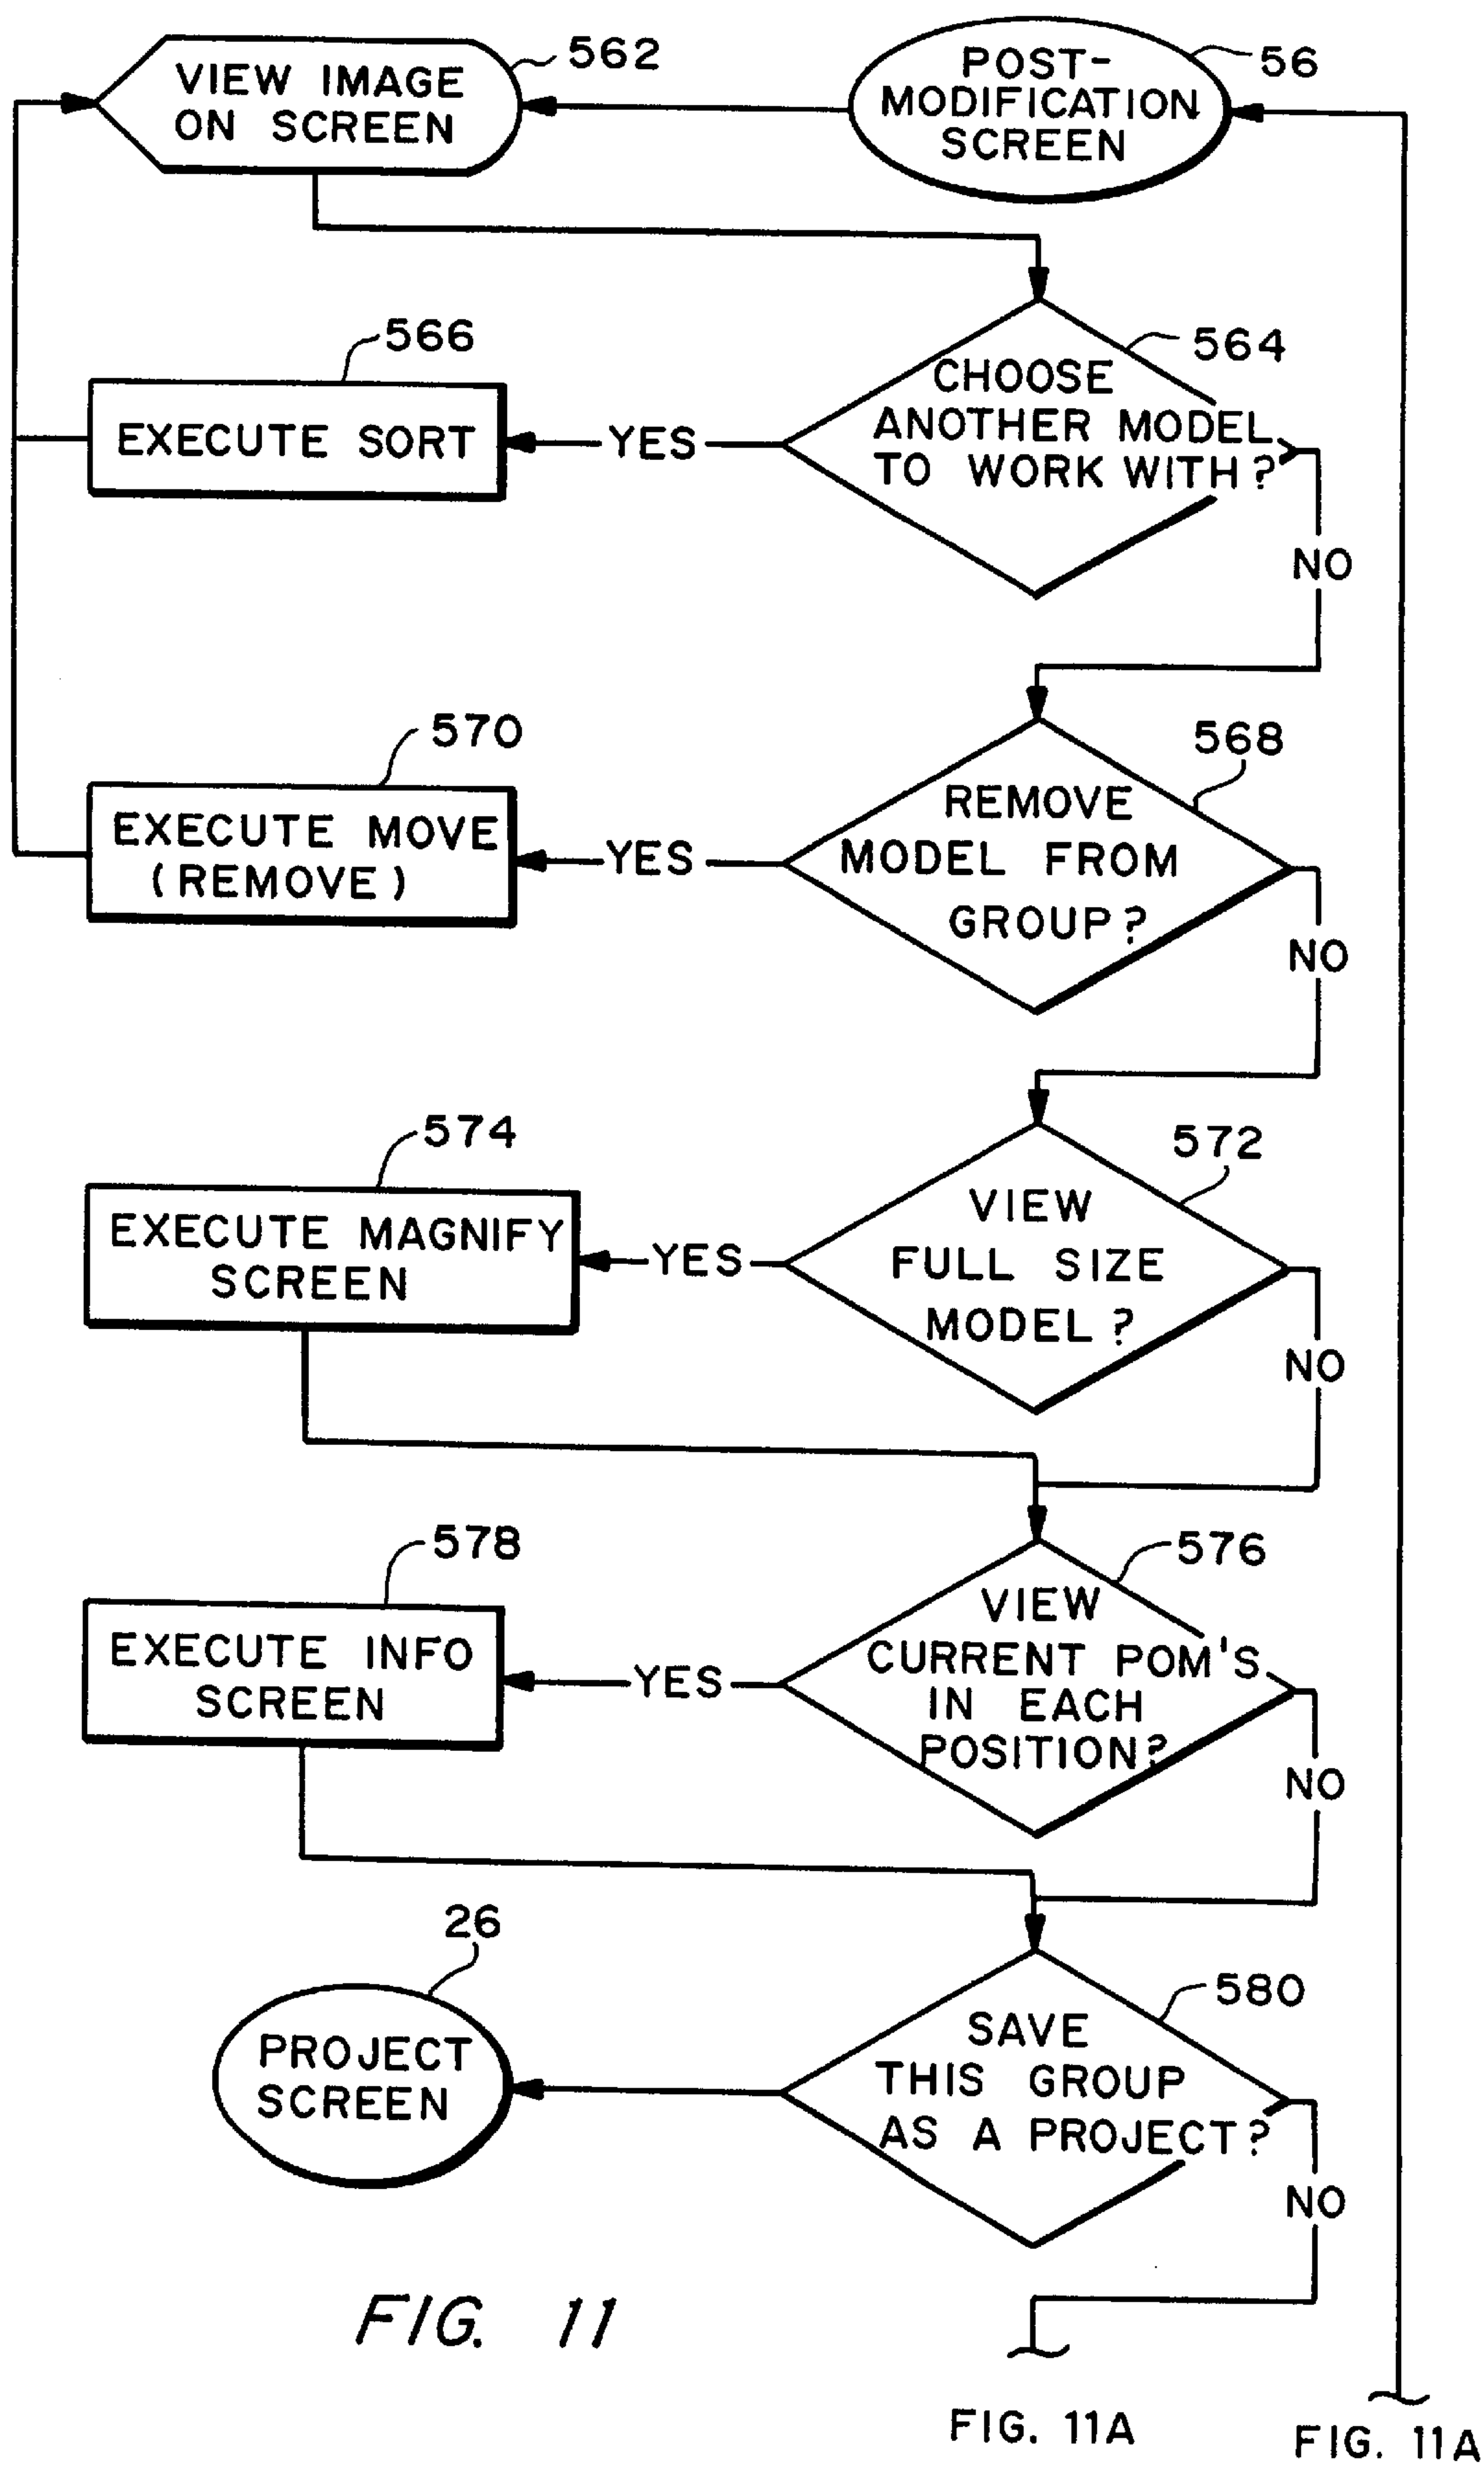 VIEW IMAGE
ON SCREEN
562
POST-
MODIFICATION
SCREEN
56
566
EXECUTE SORT
YES
564
CHOOSE
ANOTHER MODEL
TO WORK WITH?
NO
570
EXECUTE MOVE
(REMOVE)
YES
568
REMOVE
MODEL FROM
GROUP?
NO
574
EXECUTE MAGNIFY
SCREEN
YES
572
VIEW
FULL SIZE
MODEL?
NO
578
EXECUTE INFO
SCREEN
YES
576
VIEW
CURRENT POM'S
IN EACH
POSITION?
NO
26
PROJECT
SCREEN
580
SAVE
THIS GROUP
AS A PROJECT?
NO
FIG. 11
FIG. 11A
FIG. 11A